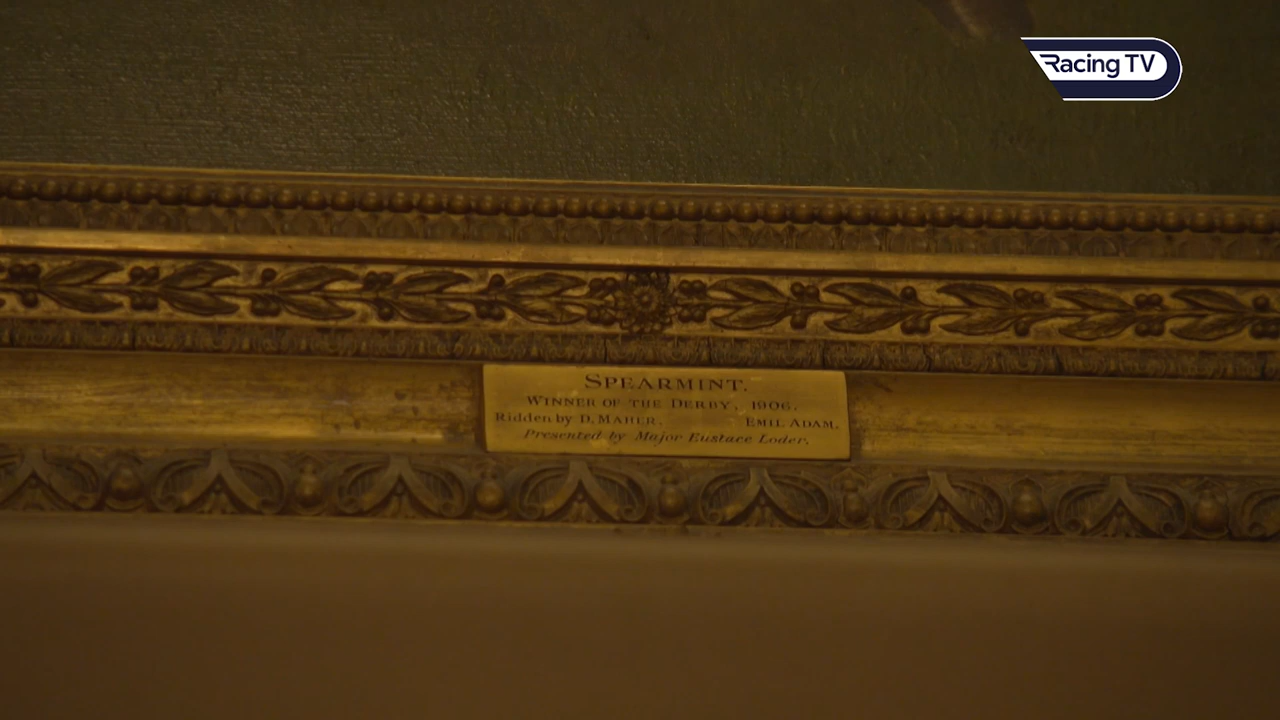 Racing TV
SPEARMINT.
WINNER OF THE DERBY, 1906.
Ridden by D. MAHER. EMIL ADAM.
Presented by Major Eustace Loder.